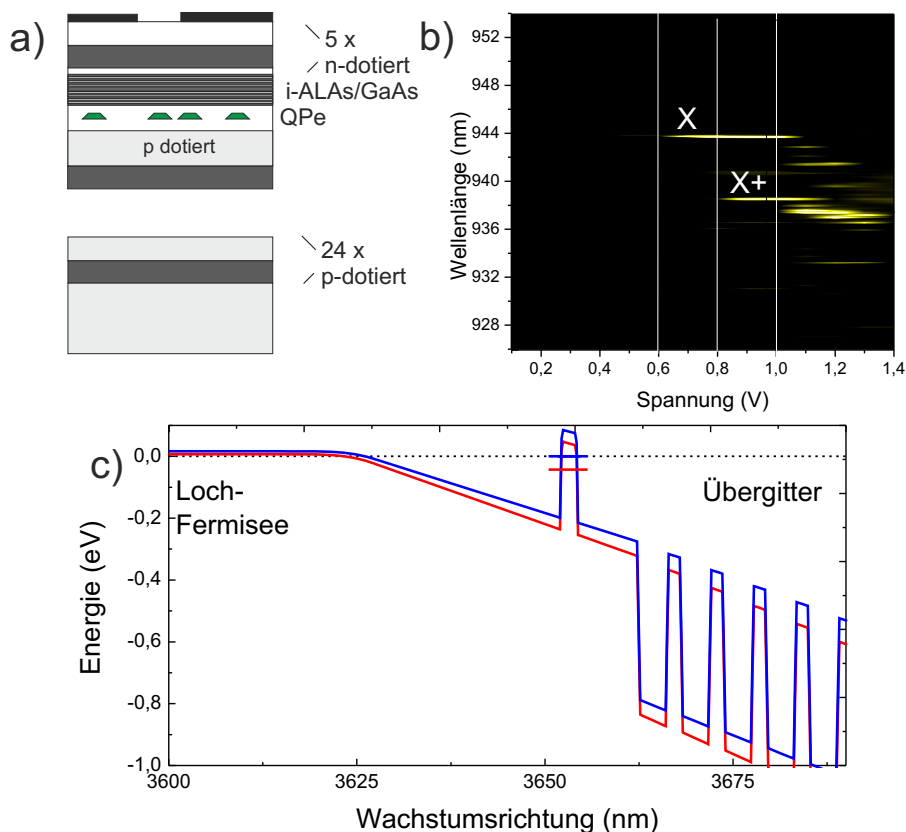 a)
5 x
n-dotiert
i-ALAs/GaAs
QPe
p dotiert
24 x
p-dotiert
b)
952
948
944
940
936
932
928
Wellenlänge (nm)
X
X+
0,2
0,4
0,6
0,8
1,0
1,2
1,4
Spannung (V)
c)
0,0
-0,2
-0,4
-0,6
-0,8
-1,0
Energie (eV)
Loch-
Fermisee
Übergitter
3600
3625
3650
3675
Wachstumsrichtung (nm)